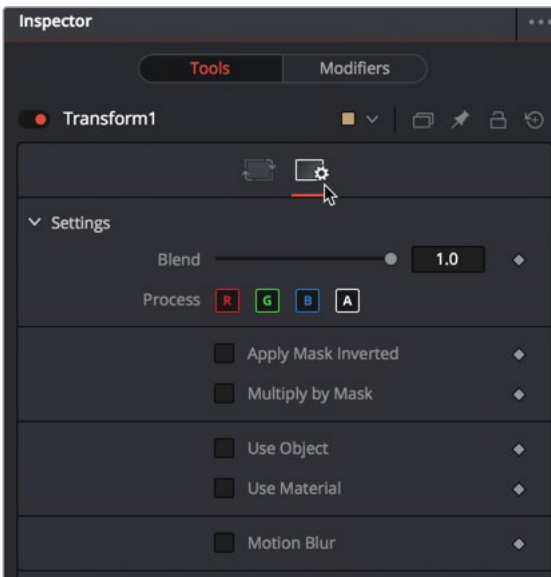 Inspector
Tools Modifiers
Transform1
Settings
Blend 1.0
Process R G B A
Apply Mask Inverted
Multiply by Mask
Use Object
Use Material
Motion Blur